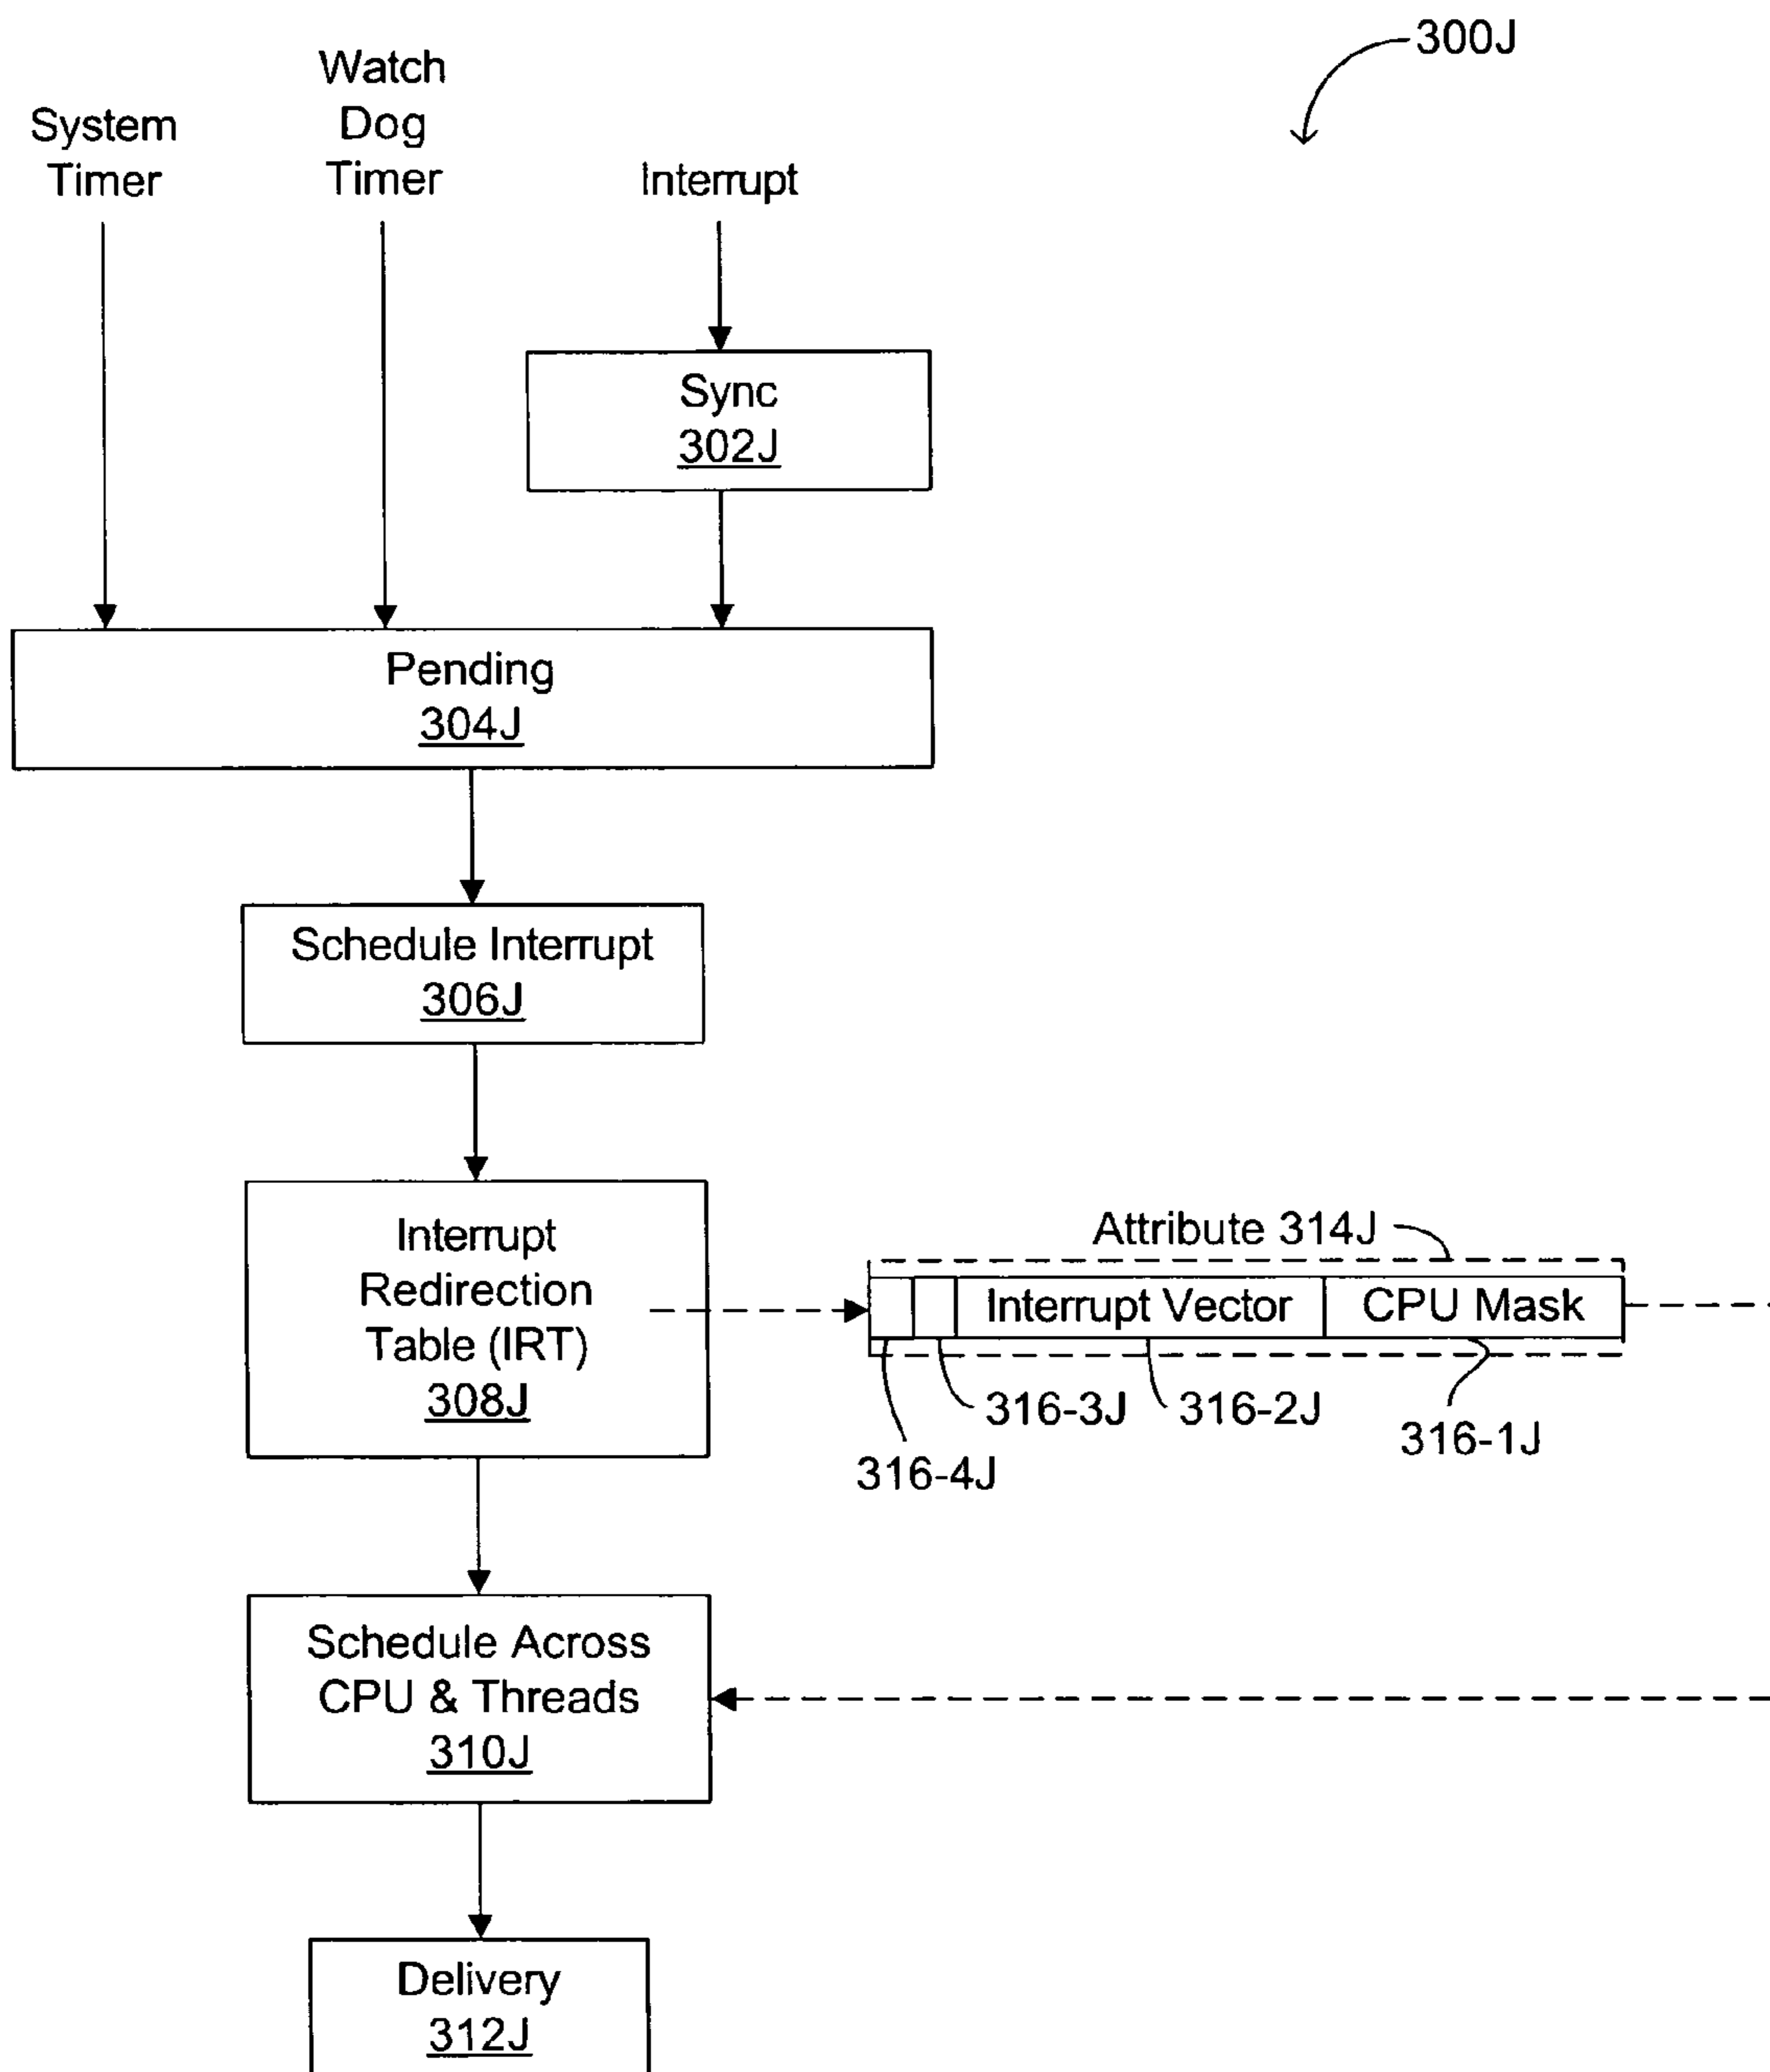 300J
System
Timer
Watch
Dog
Timer
Interrupt
Sync
302J
Pending
304J
Schedule Interrupt
306J
Interrupt
Redirection
Table (IRT)
308J
Attribute 314J
Interrupt Vector
CPU Mask
316-3J
316-2J
316-1J
316-4J
Schedule Across
CPU & Threads
310J
Delivery
312J